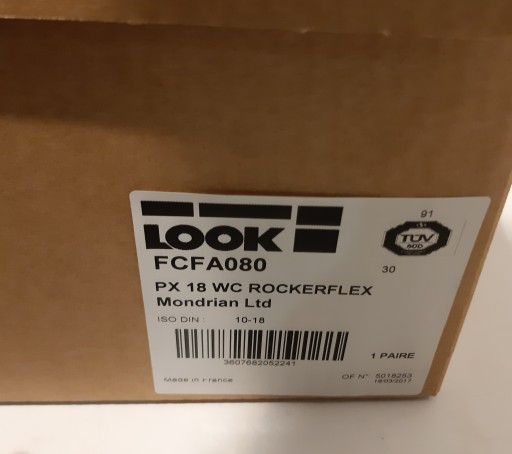 LOOK
91
TÜV
SÜD
FCFA080
30
PX 18 WC ROCKERFLEX
Mondrian Ltd
ISO DIN : 10-18
3607682052241
1 PAIRE
Made in France
OF N° 5018253
16/03/2017